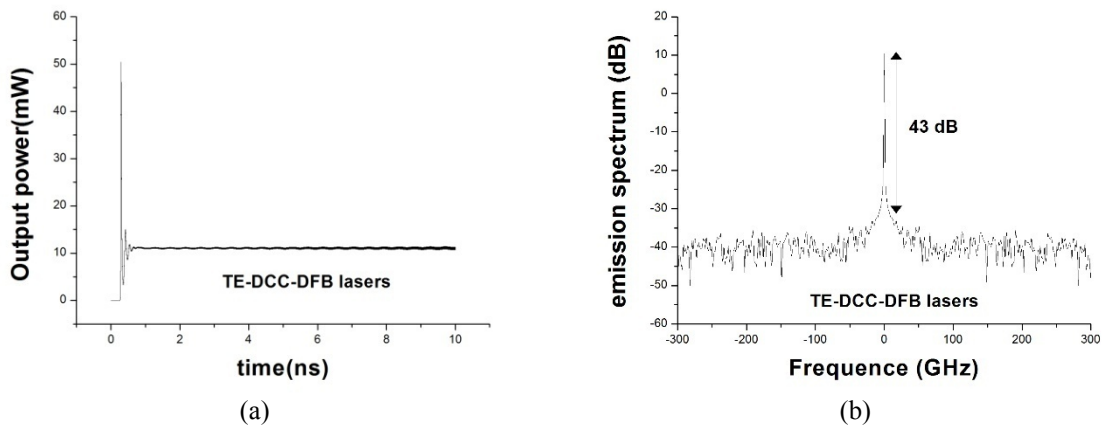 60
50
40
30
20
10
0
Output power(mW)
TE-DCC-DFB lasers
0 2 4 6 8 10
time(ns)
(a)
20
10
0
-10
-20
-30
-40
-50
-60
emission spectrum (dB)
43 dB
TE-DCC-DFB lasers
-300 -200 -100 0 100 200 300
Frequence (GHz)
(b)